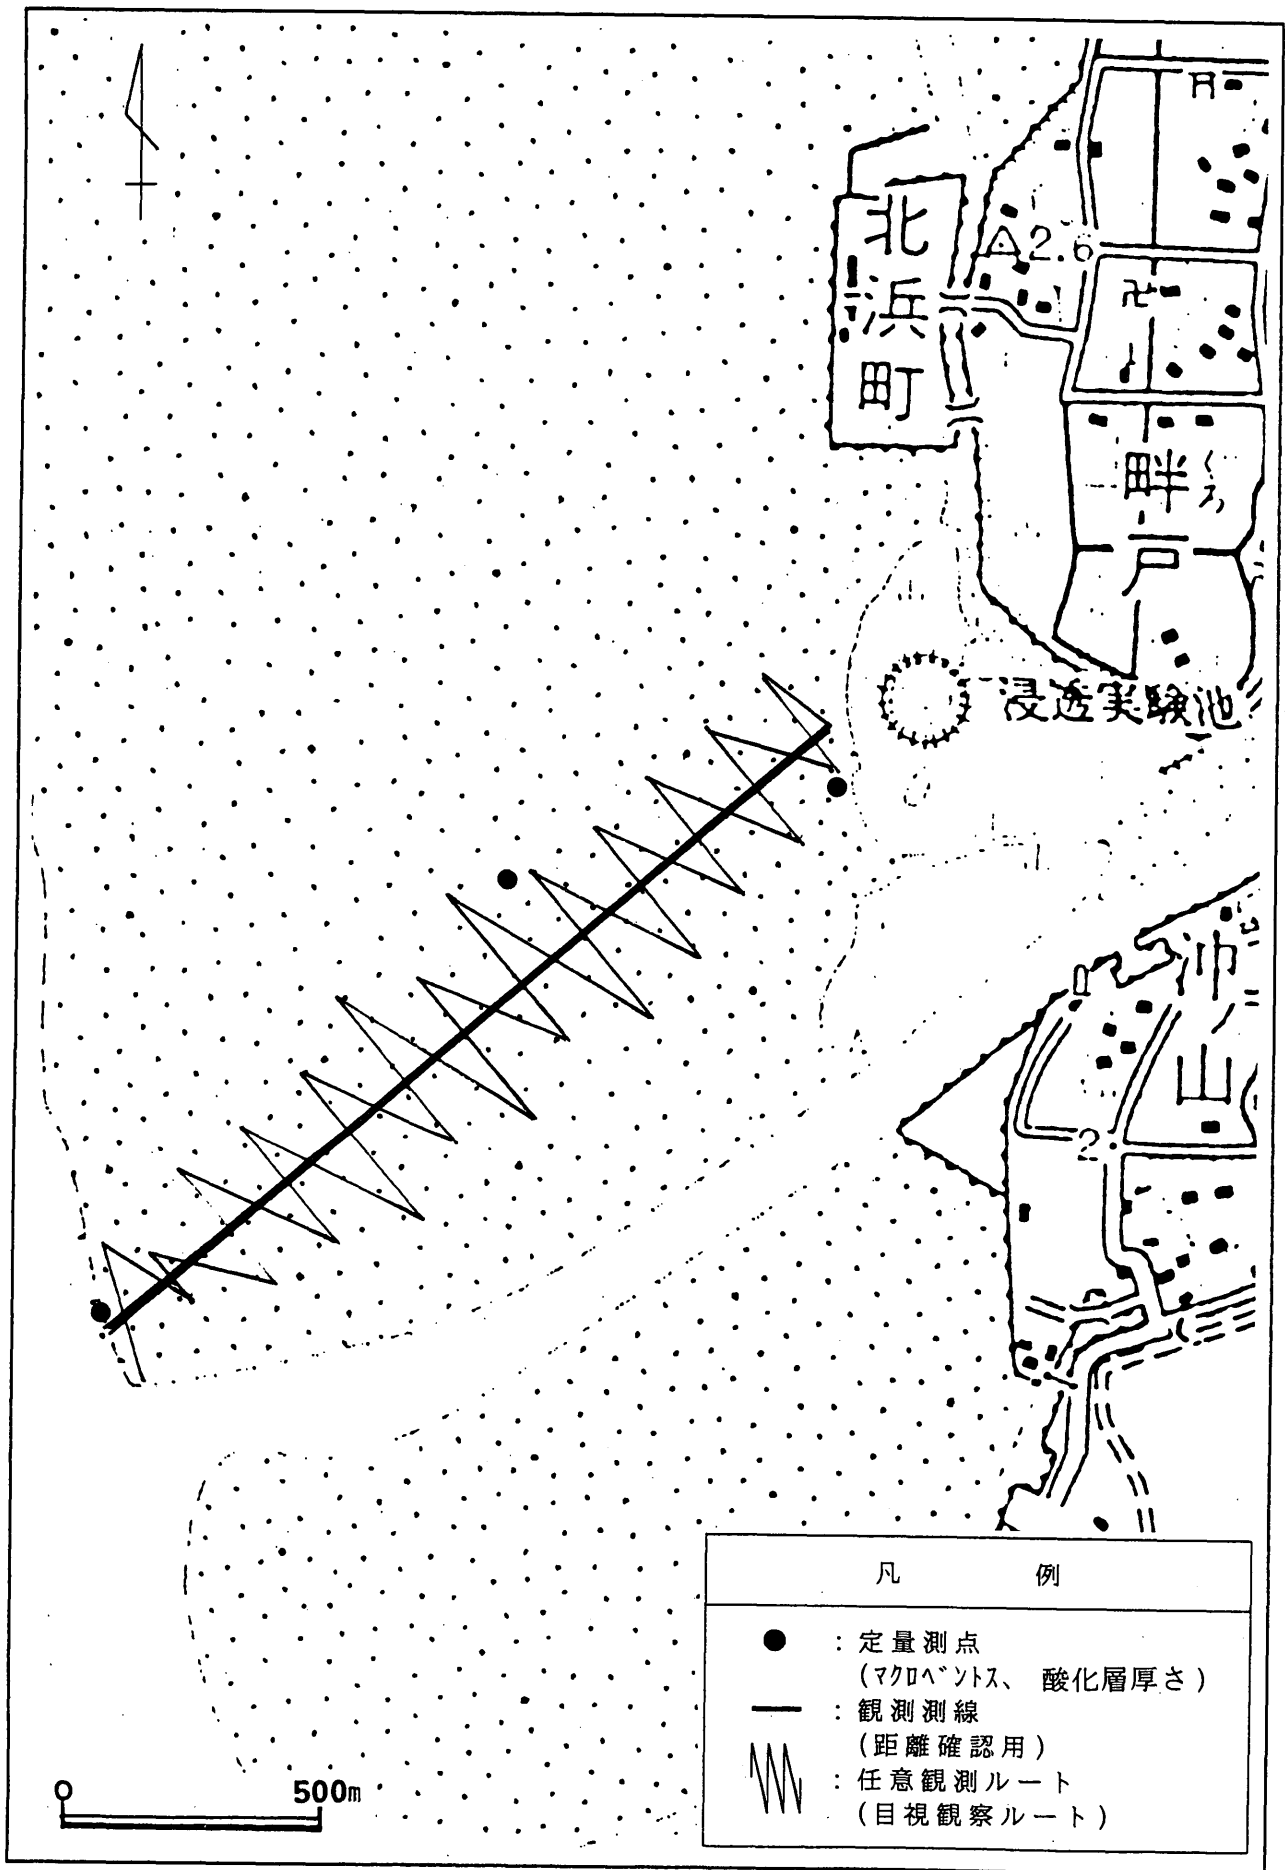 北浜町
2.6
畔戸
浸透実験池
沖山
2.
0 500m
凡 例
● : 定量測点
(マクロベントス、 酸化層厚さ)
: 観測測線
(距離確認用)
: 任意観測ルート
(目視観察ルート)